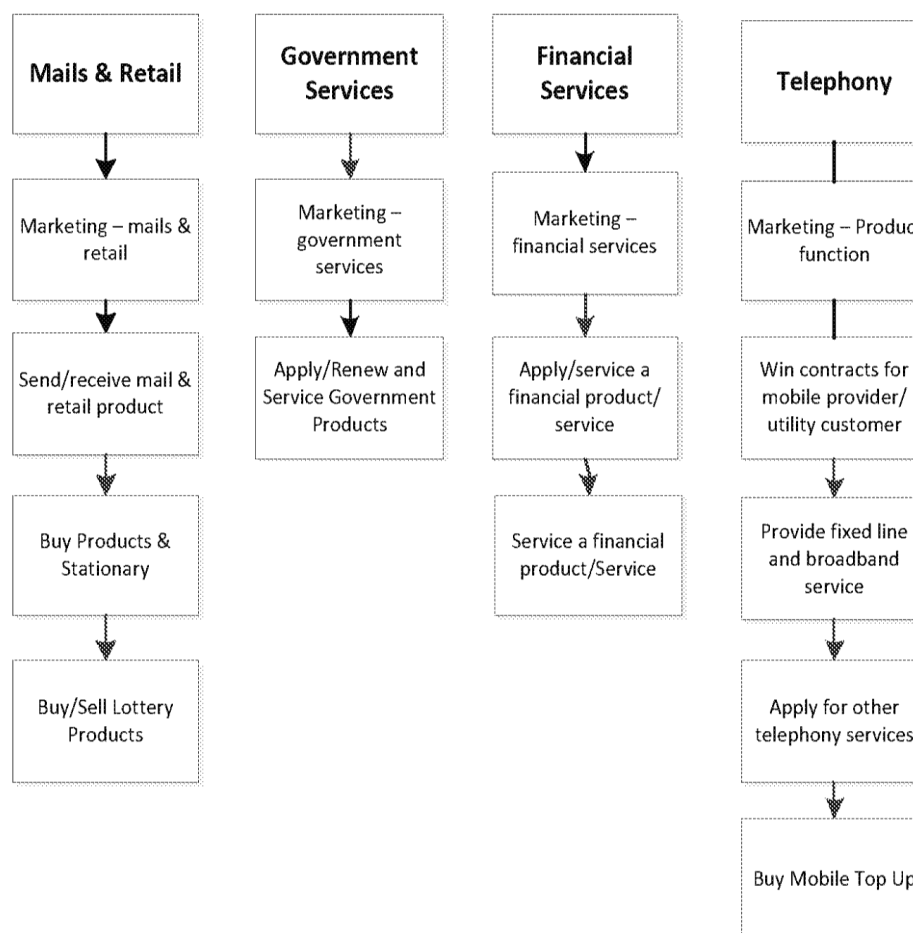 Mails & Retail
Marketing – mails &
retail
Send/receive mail &
retail product
Buy Products &
Stationary
Buy/Sell Lottery
Products
Government
Services
Marketing –
government
services
Apply/Renew and
Service Government
Products
Financial
Services
Marketing –
financial services
Apply/service a
financial product/
service
Service a financial
product/Service
Telephony
Marketing – Produc
function
Win contracts for
mobile provider/
utility customer
Provide fixed line
and broadband
service
Apply for other
telephony services
Buy Mobile Top Up